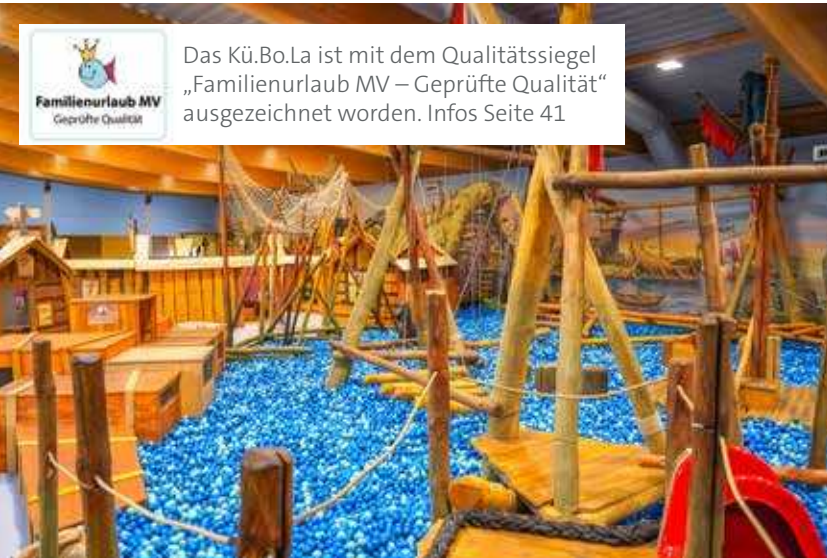 Familienurlaub MV
Geprüfte Qualität
Das Kü.Bo.La ist mit dem Qualitätssiegel
„Familienurlaub MV – Geprüfte Qualität“
ausgezeichnet worden. Infos Seite 41